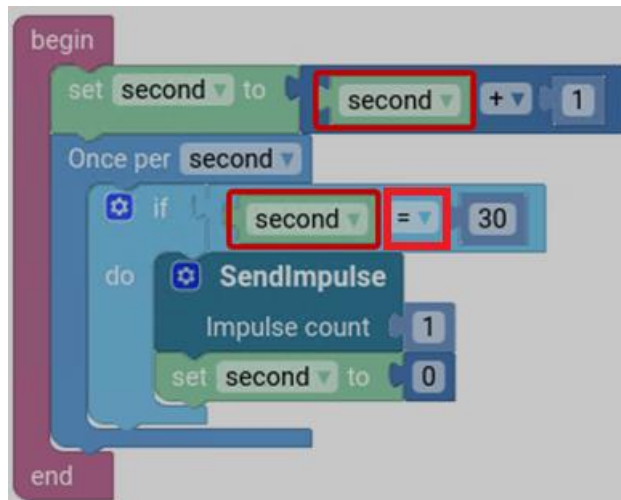 begin
set second to second + 1
Once per second
if second = 30
do SendImpulse
Impulse count 1
set second to 0
end